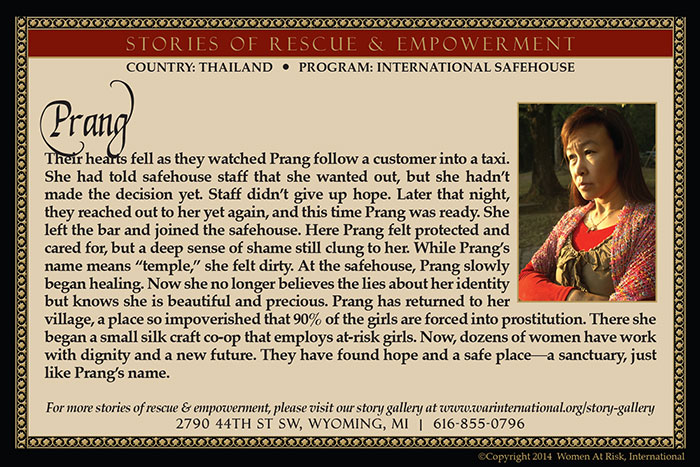 STORIES OF RESCUE & EMPOWERMENT
COUNTRY: THAILAND • PROGRAM: INTERNATIONAL SAFEHOUSE
Prang
Their hearts fell as they watched Prang follow a customer into a taxi.
She had told safehouse staff that she wanted out, but she hadn't
made the decision yet. Staff didn't give up hope. Later that night,
they reached out to her yet again, and this time Prang was ready. She
left the bar and joined the safehouse. Here Prang felt protected and
cared for, but a deep sense of shame still clung to her. While Prang's
name means “temple,” she felt dirty. At the safehouse, Prang slowly
began healing. Now she no longer believes the lies about her identity
but knows she is beautiful and precious. Prang has returned to her
village, a place so impoverished that 90% of the girls are forced into prostitution. There she
began a small silk craft co-op that employs at-risk girls. Now, dozens of women have work
with dignity and a new future. They have found hope and a safe place—a sanctuary, just
like Prang's name.
For more stories of rescue & empowerment, please visit our story gallery at www.warinternational.org/story-gallery
2790 44TH ST SW, WYOMING, MI | 616-855-0796
©Copyright 2014 Women At Risk, International